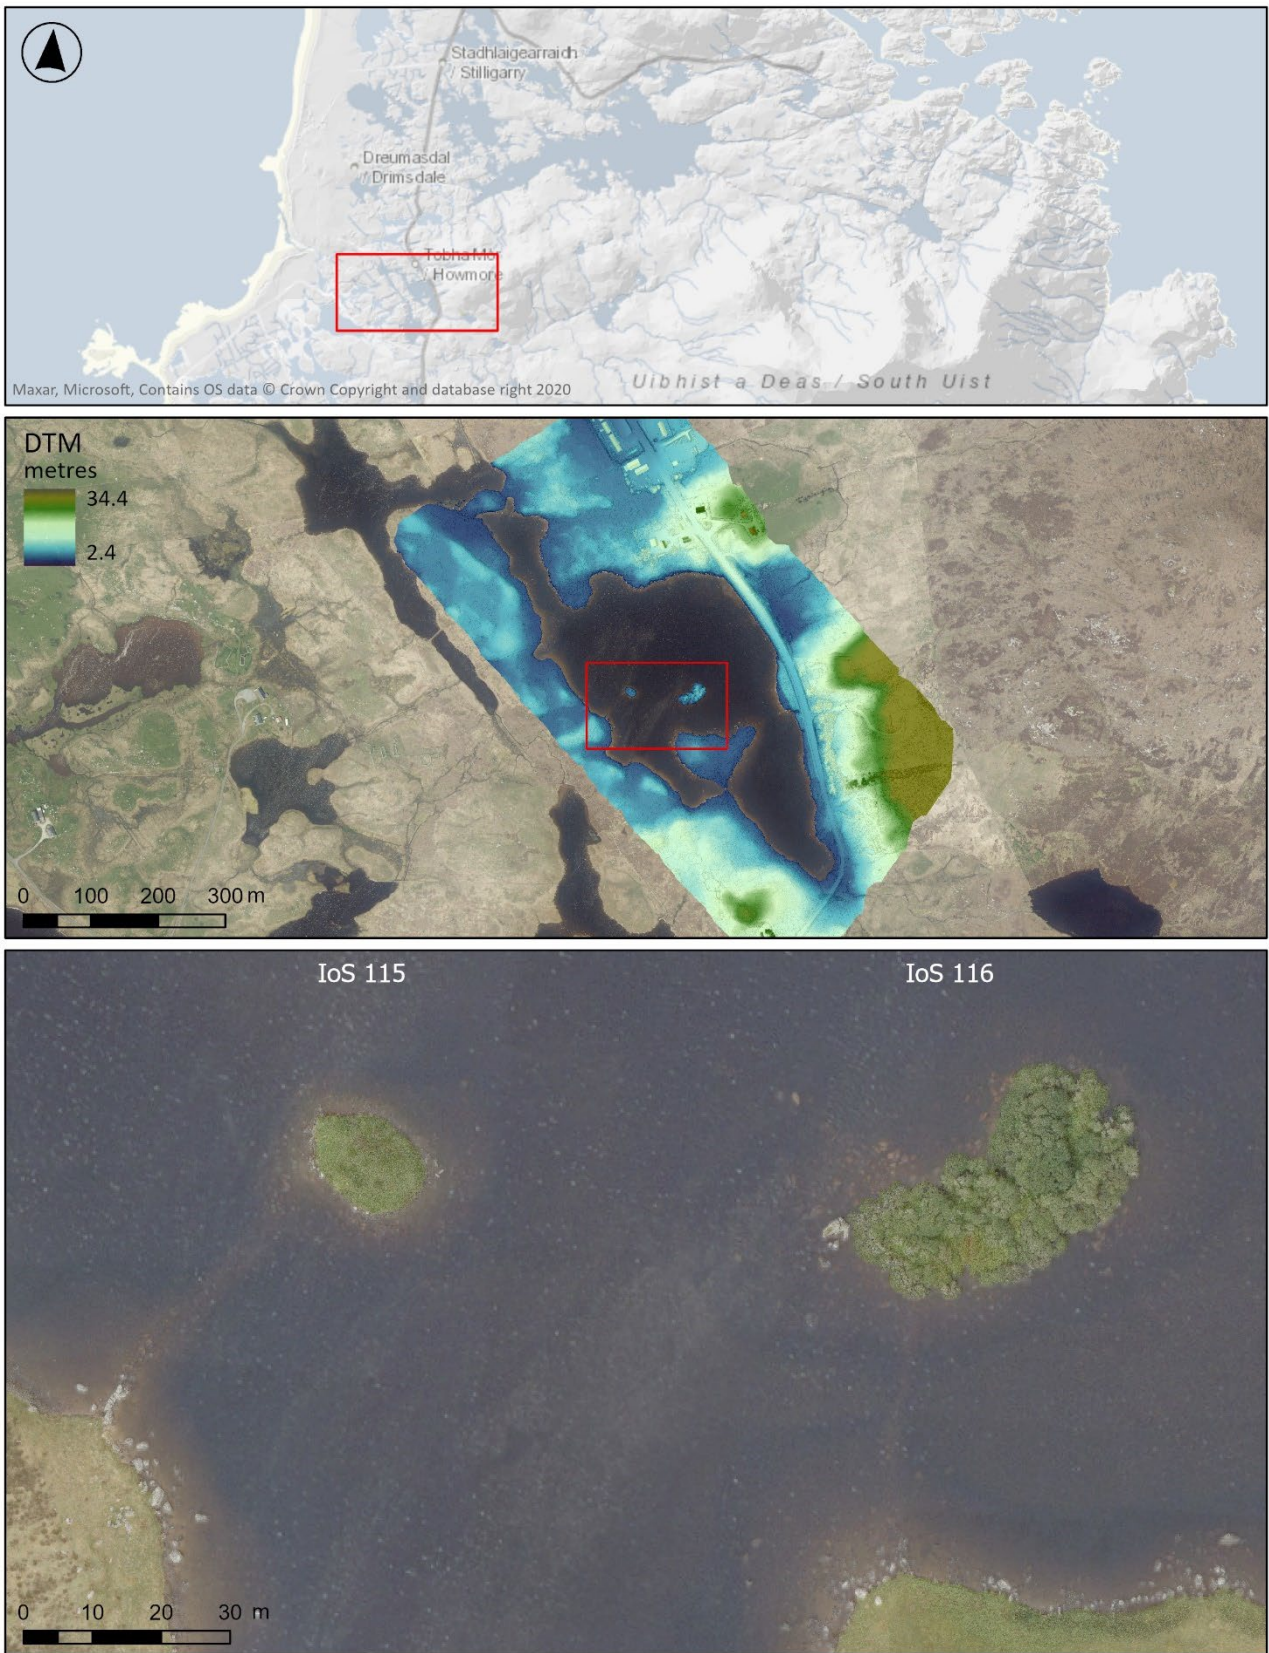 Stadhlaigearraidh
/ Stilligarry
Dreumasdal
/ Drimsdale
Tobha Mòr
/ Howmore
Uibhist a Deas / South Uist
Maxar, Microsoft, Contains OS data © Crown Copyright and database right 2020
DTM
metres
34.4
2.4
0 100 200 300 m
IoS 115
IoS 116
0 10 20 30 m